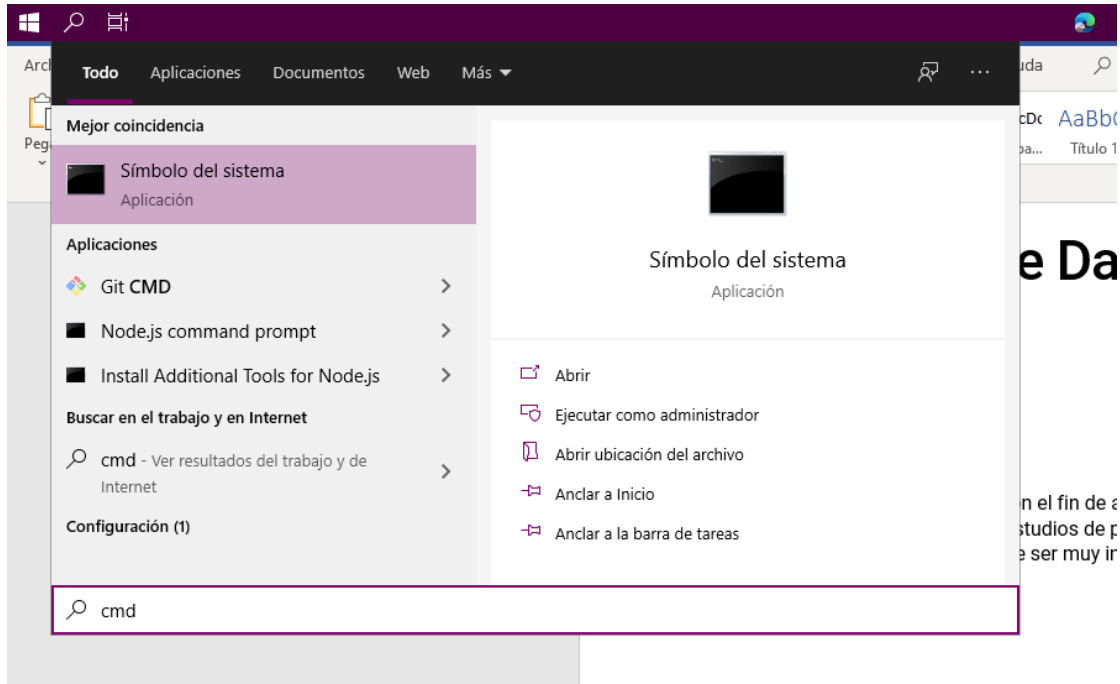 Todo Aplicaciones Documentos Web Más
Mejor coincidencia
Símbolo del sistema
Aplicación
Aplicaciones
Git CMD
Node.js command prompt
Install Additional Tools for Node.js
Buscar en el trabajo y en Internet
cmd - Ver resultados del trabajo y de
Internet
Configuración (1)
cmd
Símbolo del sistema
Aplicación
Abrir
Ejecutar como administrador
Abrir ubicación del archivo
Anclar a Inicio
Anclar a la barra de tareas
Arc
Peg
uda
AaBb
Título 1
e Da
n el fin de a
studios de p
e ser muy in